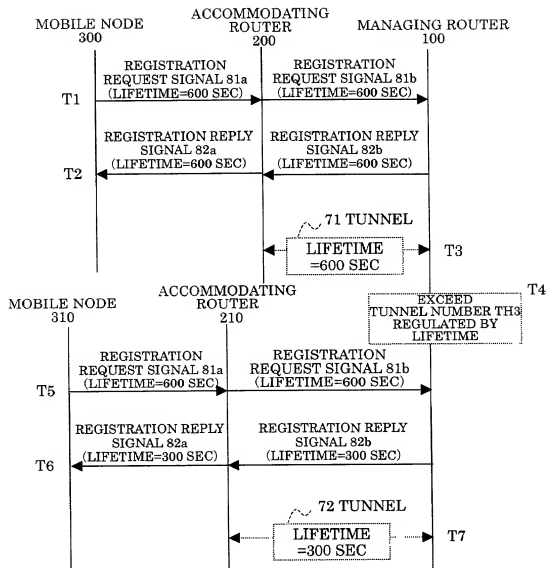 MOBILE NODE
300
ACCOMMODATING
ROUTER
200
MANAGING ROUTER
100
T1
REGISTRATION
REQUEST SIGNAL 81a
(LIFETIME=600 SEC)
REGISTRATION
REQUEST SIGNAL 81b
(LIFETIME=600 SEC)
T2
REGISTRATION REPLY
SIGNAL 82a
(LIFETIME=600 SEC)
REGISTRATION REPLY
SIGNAL 82b
(LIFETIME=600 SEC)
71 TUNNEL
LIFETIME
=600 SEC
T3
T4
EXCEED
TUNNEL NUMBER TH3
REGULATED BY
LIFETIME
MOBILE NODE
310
ACCOMMODATING
ROUTER
210
T5
REGISTRATION
REQUEST SIGNAL 81a
(LIFETIME=600 SEC)
REGISTRATION
REQUEST SIGNAL 81b
(LIFETIME=600 SEC)
T6
REGISTRATION REPLY
SIGNAL 82a
(LIFETIME=300 SEC)
REGISTRATION REPLY
SIGNAL 82b
(LIFETIME=300 SEC)
72 TUNNEL
LIFETIME
=300 SEC
T7